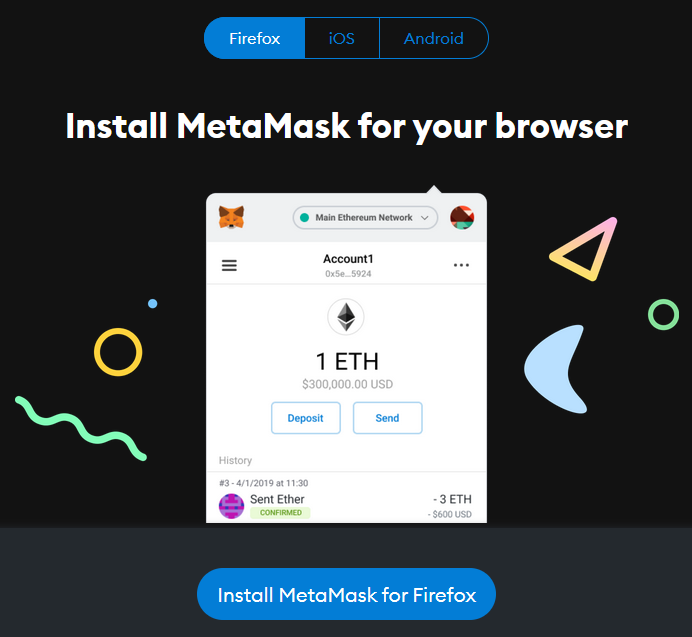 Firefox
iOS
Android
Install MetaMask for your browser
Main Ethereum Network
Account1
0x5e...5924
1 ETH
$300,000.00 USD
Deposit
Send
History
#3 - 4/1/2019 at 11:30
Sent Ether
- 3 ETH
CONFIRMED
- $600 USD
Install MetaMask for Firefox